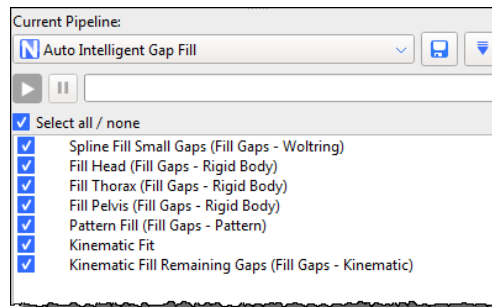 Current Pipeline:
N Auto Intelligent Gap Fill
Select all / none
Spline Fill Small Gaps (Fill Gaps - Woltring)
Fill Head (Fill Gaps - Rigid Body)
Fill Thorax (Fill Gaps - Rigid Body)
Fill Pelvis (Fill Gaps - Rigid Body)
Pattern Fill (Fill Gaps - Pattern)
Kinematic Fit
Kinematic Fill Remaining Gaps (Fill Gaps - Kinematic)